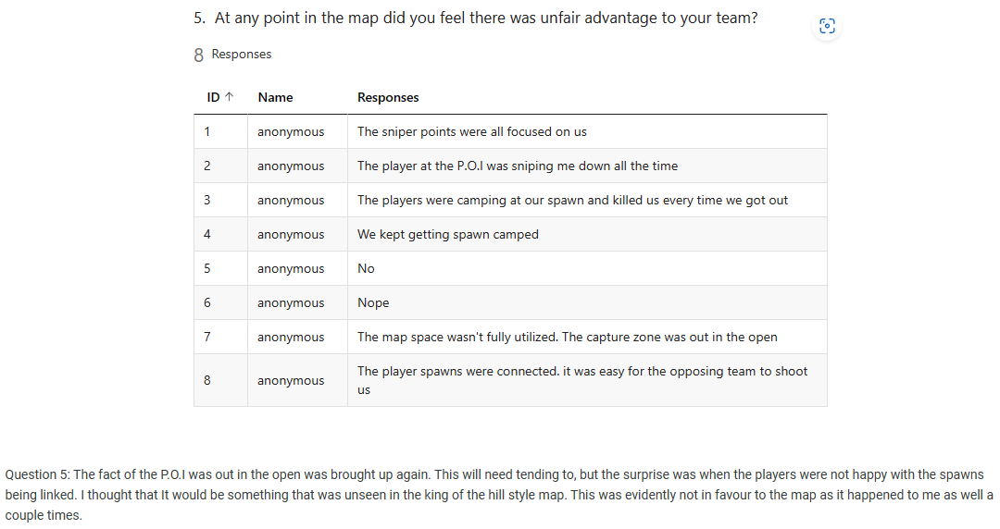 5. At any point in the map did you feel there was unfair advantage to your team?
8 Responses
ID ↑ Name Responses
1 anonymous The sniper points were all focused on us
2 anonymous The player at the P.O.I was sniping me down all the time
3 anonymous The players were camping at our spawn and killed us every time we got out
4 anonymous We kept getting spawn camped
5 anonymous No
6 anonymous Nope
7 anonymous The map space wasn't fully utilized. The capture zone was out in the open
8 anonymous The player spawns were connected. it was easy for the opposing team to shoot
us
Question 5: The fact of the P.O.I was out in the open was brought up again. This will need tending to, but the surprise was when the players were not happy with the spawns
being linked. I thought that It would be something that was unseen in the king of the hill style map. This was evidently not in favour to the map as it happened to me as well a
couple times.